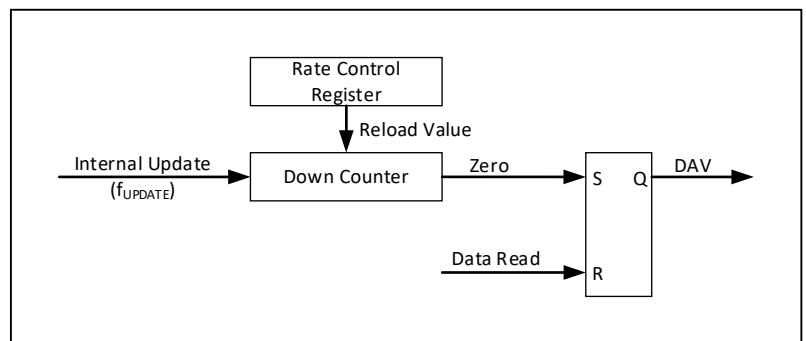 Rate Control
Register
Reload Value
Internal Update
(fUPDATE)
Down Counter
Zero
S
Q
DAV
Data Read
R